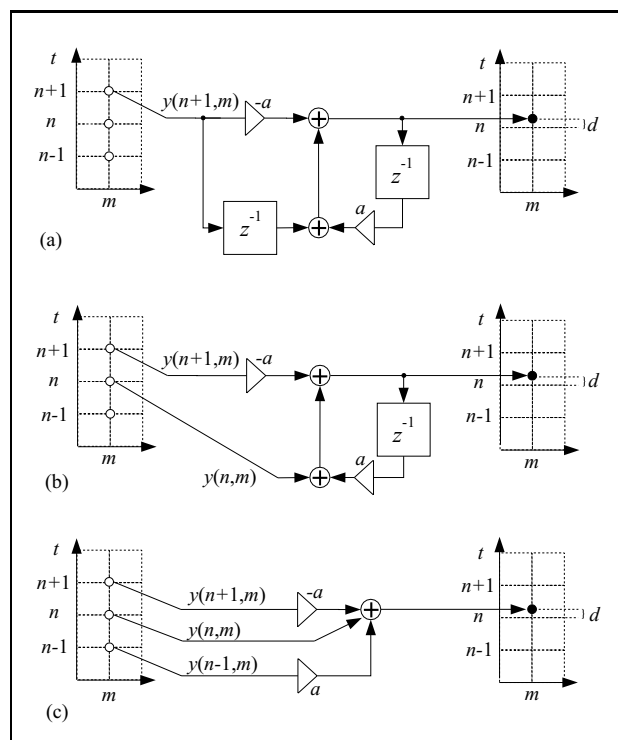 t
n+1
n
n-1
m
y(n+1,m)
-a
z⁻¹
z⁻¹
a
t
n+1
n
n-1
m
d
(a)
t
n+1
n
n-1
m
y(n+1,m)
-a
y(n,m)
z⁻¹
a
t
n+1
n
n-1
m
d
(b)
t
n+1
n
n-1
m
y(n+1,m)
-a
y(n,m)
y(n-1,m)
a
t
n+1
n
n-1
m
d
(c)